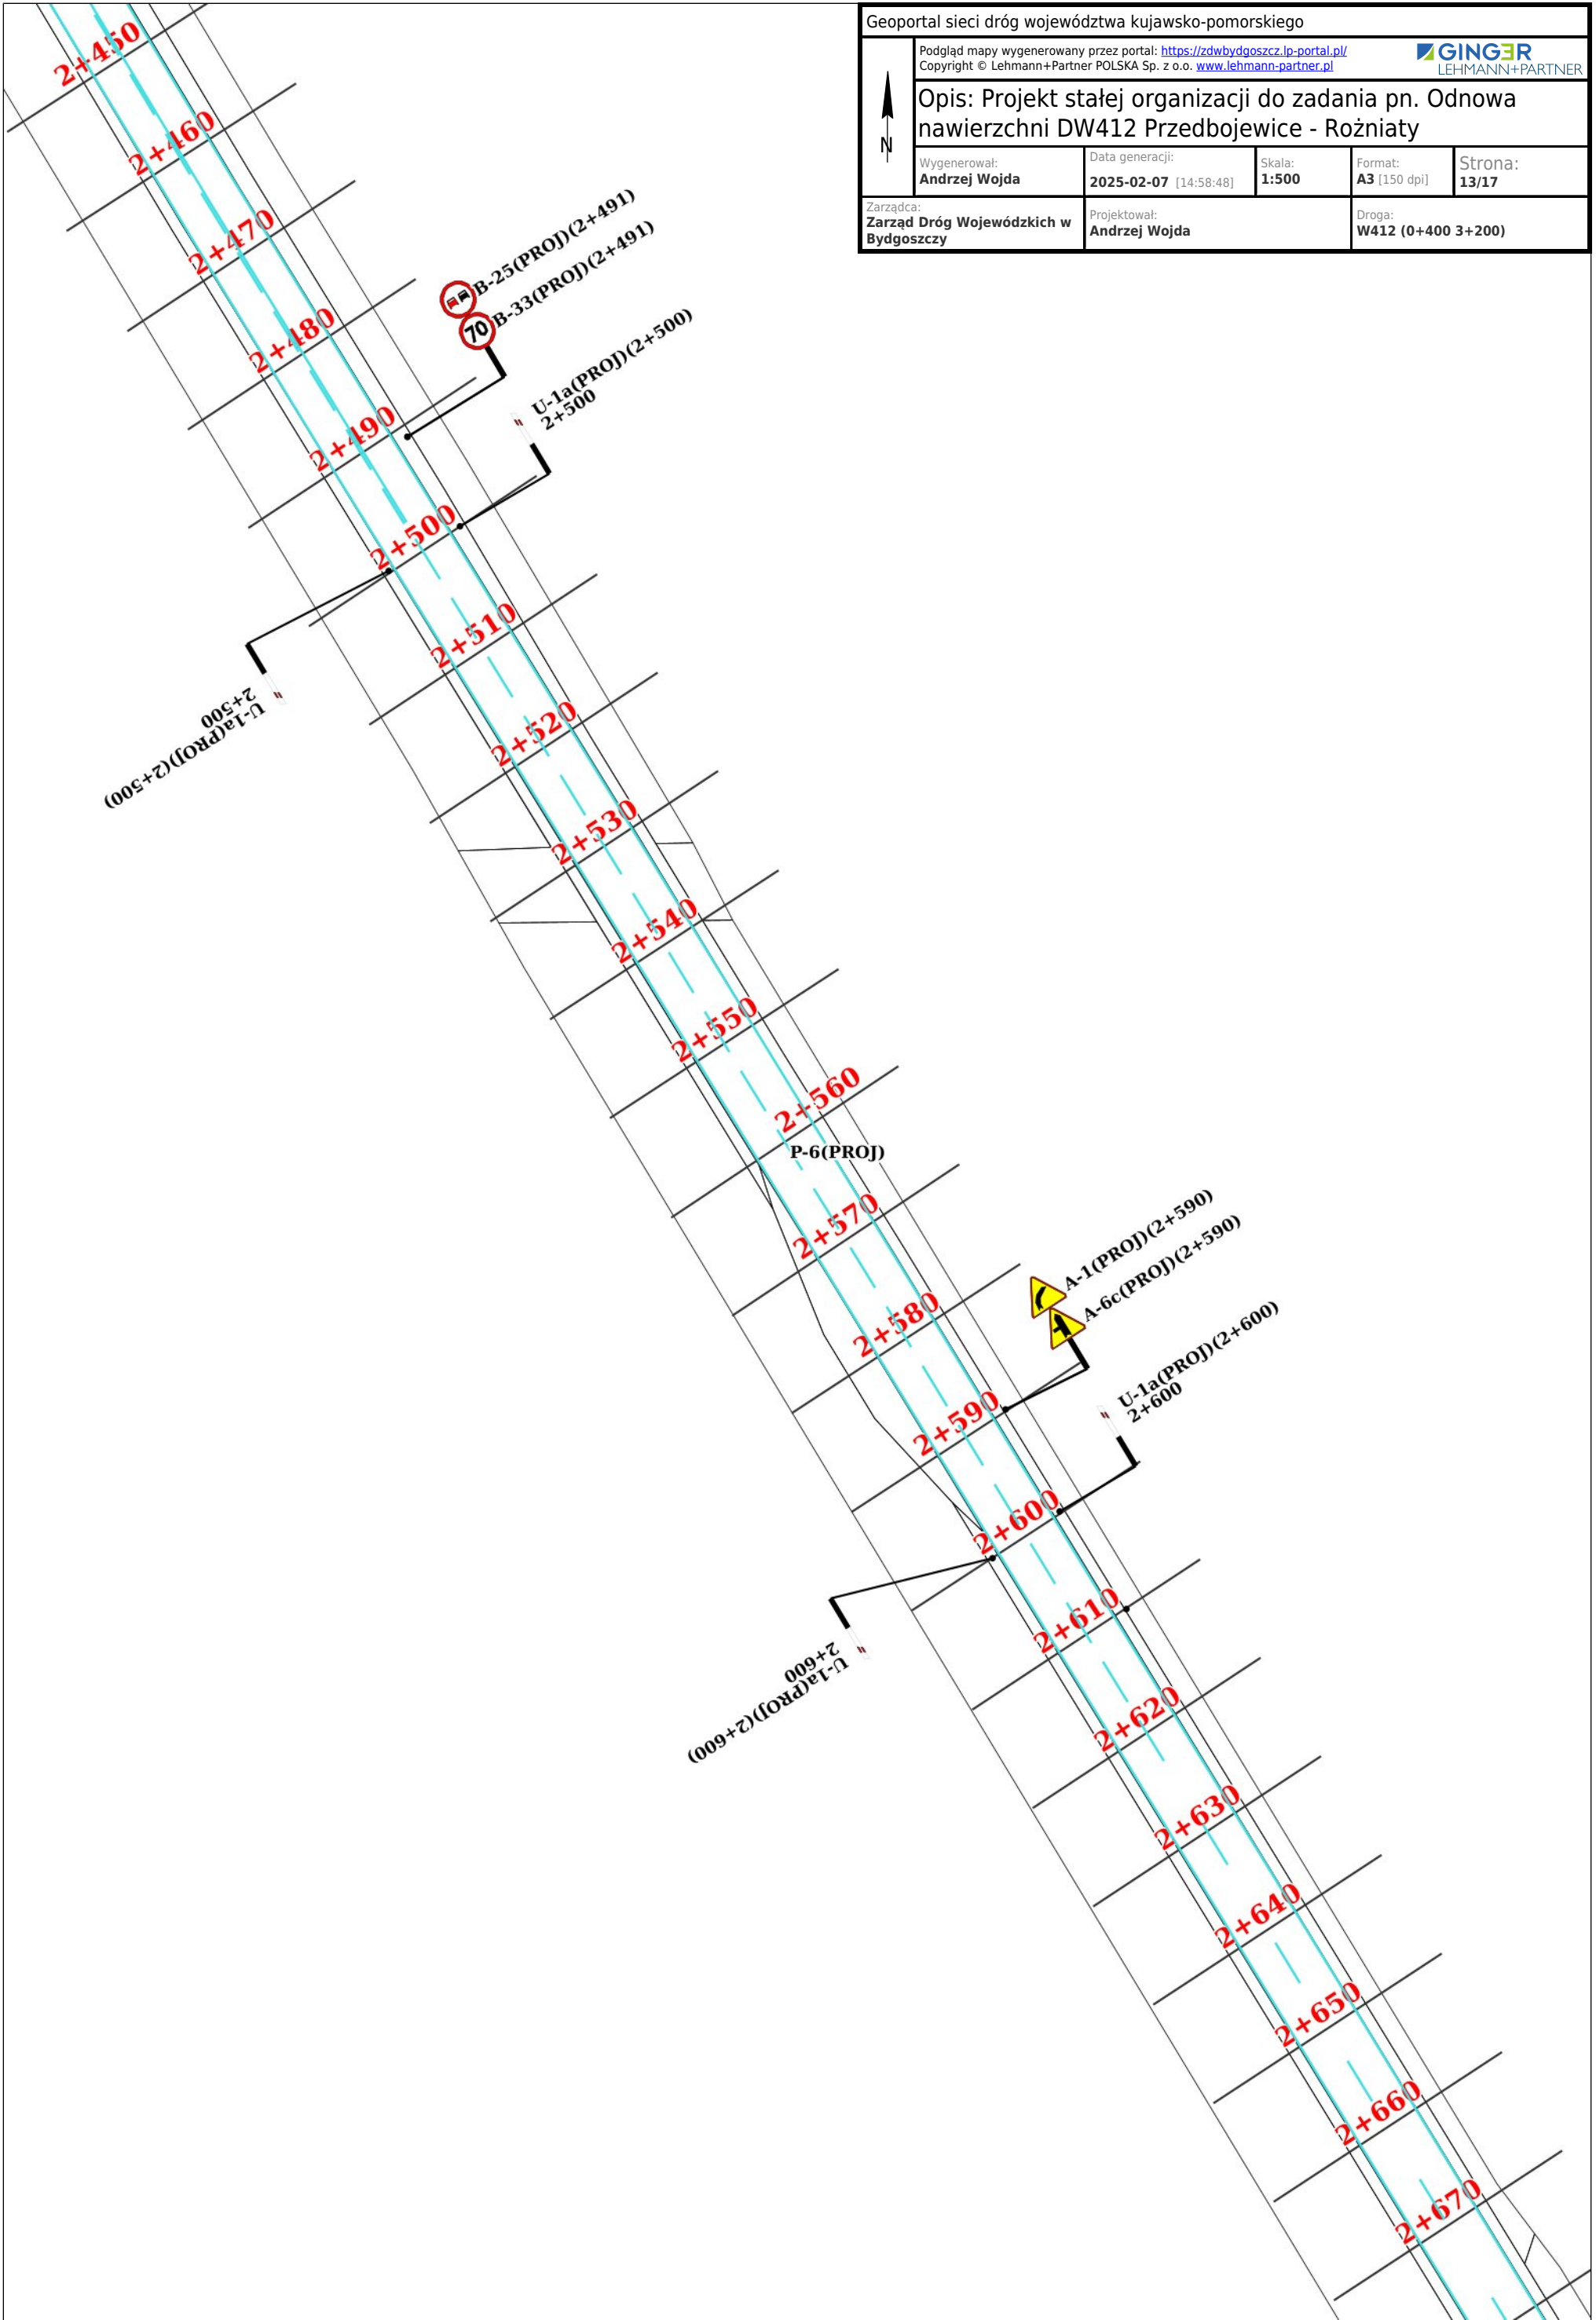 Geoportal sieci dróg województwa kujawsko-pomorskiego
Podgląd mapy wygenerowany przez portal: https://zdwbydgoszcz.lp-portal.pl/
Copyright © Lehmann+Partner POLSKA Sp. z o.o. www.lehmann-partner.pl
GINGER
LEHMANN+PARTNER
N
Opis: Projekt stałej organizacji do zadania pn. Odnowa
nawierzchni DW412 Przedbojewice - Rożniaty
Wygenerował:
Andrzej Wojda
Data generacji:
2025-02-07 [14:58:48]
Skala:
1:500
Format:
A3 [150 dpi]
Strona:
13/17
Zarządca:
Zarząd Dróg Wojewódzkich w
Bydgoszczy
Projektował:
Andrzej Wojda
Droga:
W412 (0+400 3+200)
2+450
2+460
2+470
2+480
B-25(PROJ)(2+491)
70
B-33(PROJ)(2+491)
2+490
U-1a(PROJ)(2+500)
2+500
2+500
U-1a(PROJ)(2+500)
2+500
2+510
2+520
2+530
2+540
2+550
2+560
P-6(PROJ)
2+570
2+580
A-1(PROJ)(2+590)
A-6c(PROJ)(2+590)
2+590
U-1a(PROJ)(2+600)
2+600
2+600
U-1a(PROJ)(2+600)
2+600
2+610
2+620
2+630
2+640
2+650
2+660
2+670